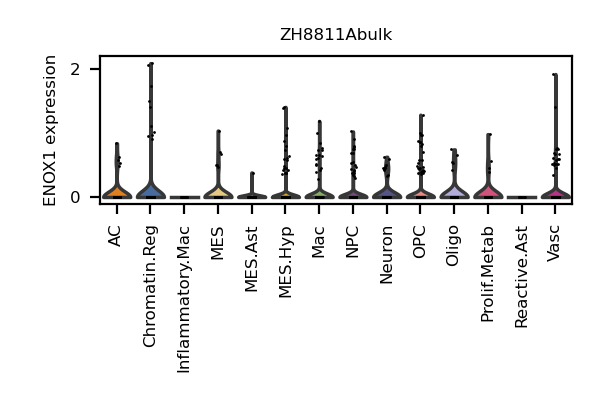 ZH8811Abulk
ENOX1 expression
2
0
AC
Chromatin.Reg
Inflammatory.Mac
MES
MES.Ast
MES.Hyp
Mac
NPC
Neuron
OPC
Oligo
Prolif.Metab
Reactive.Ast
Vasc